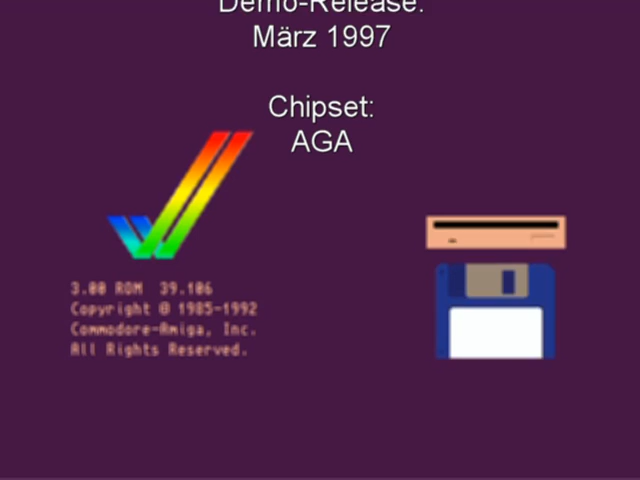 Demo-Release:
März 1997
Chipset:
AGA
3.00 ROM 39.106
Copyright © 1985-1992
Commodore-Amiga, Inc.
All Rights Reserved.